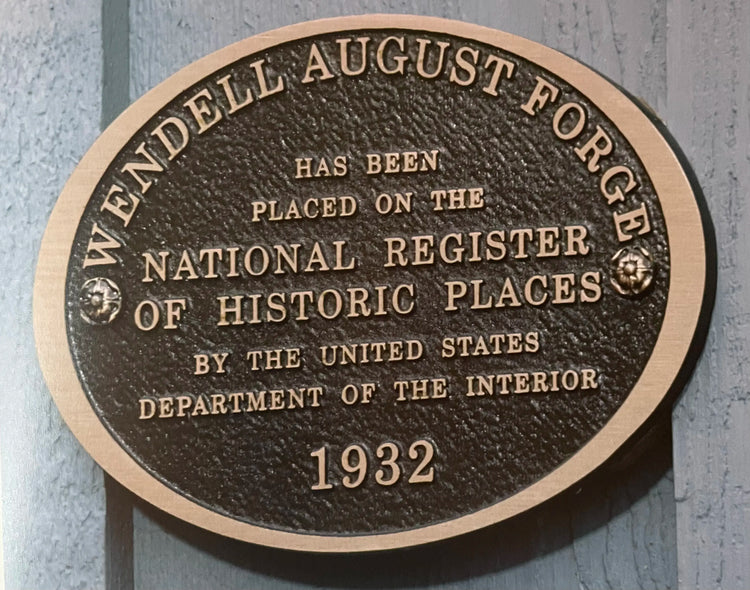 WENDELL AUGUST FORGE
HAS BEEN
PLACED ON THE
NATIONAL REGISTER
OF HISTORIC PLACES
BY THE UNITED STATES
DEPARTMENT OF THE INTERIOR
1932